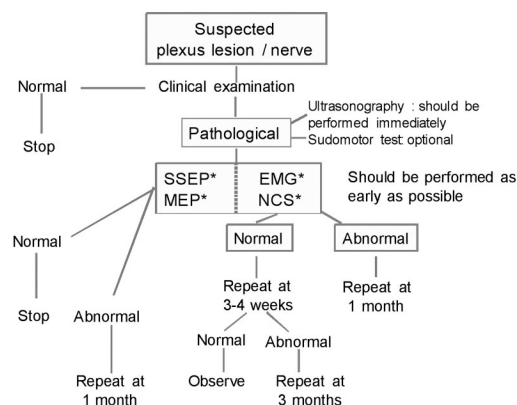 Suspected
plexus lesion / nerve
Normal
Clinical examination
Ultrasonography : should be
performed immediately
Sudomotor test: optional
Stop
Pathological
SSEP*
MEP*
EMG*
NCS*
Should be performed as
early as possible
Normal
Normal
Abnormal
Repeat at
3-4 weeks
Repeat at
1 month
Stop
Abnormal
Normal
Abnormal
Repeat at
1 month
Observe
Repeat at
3 months